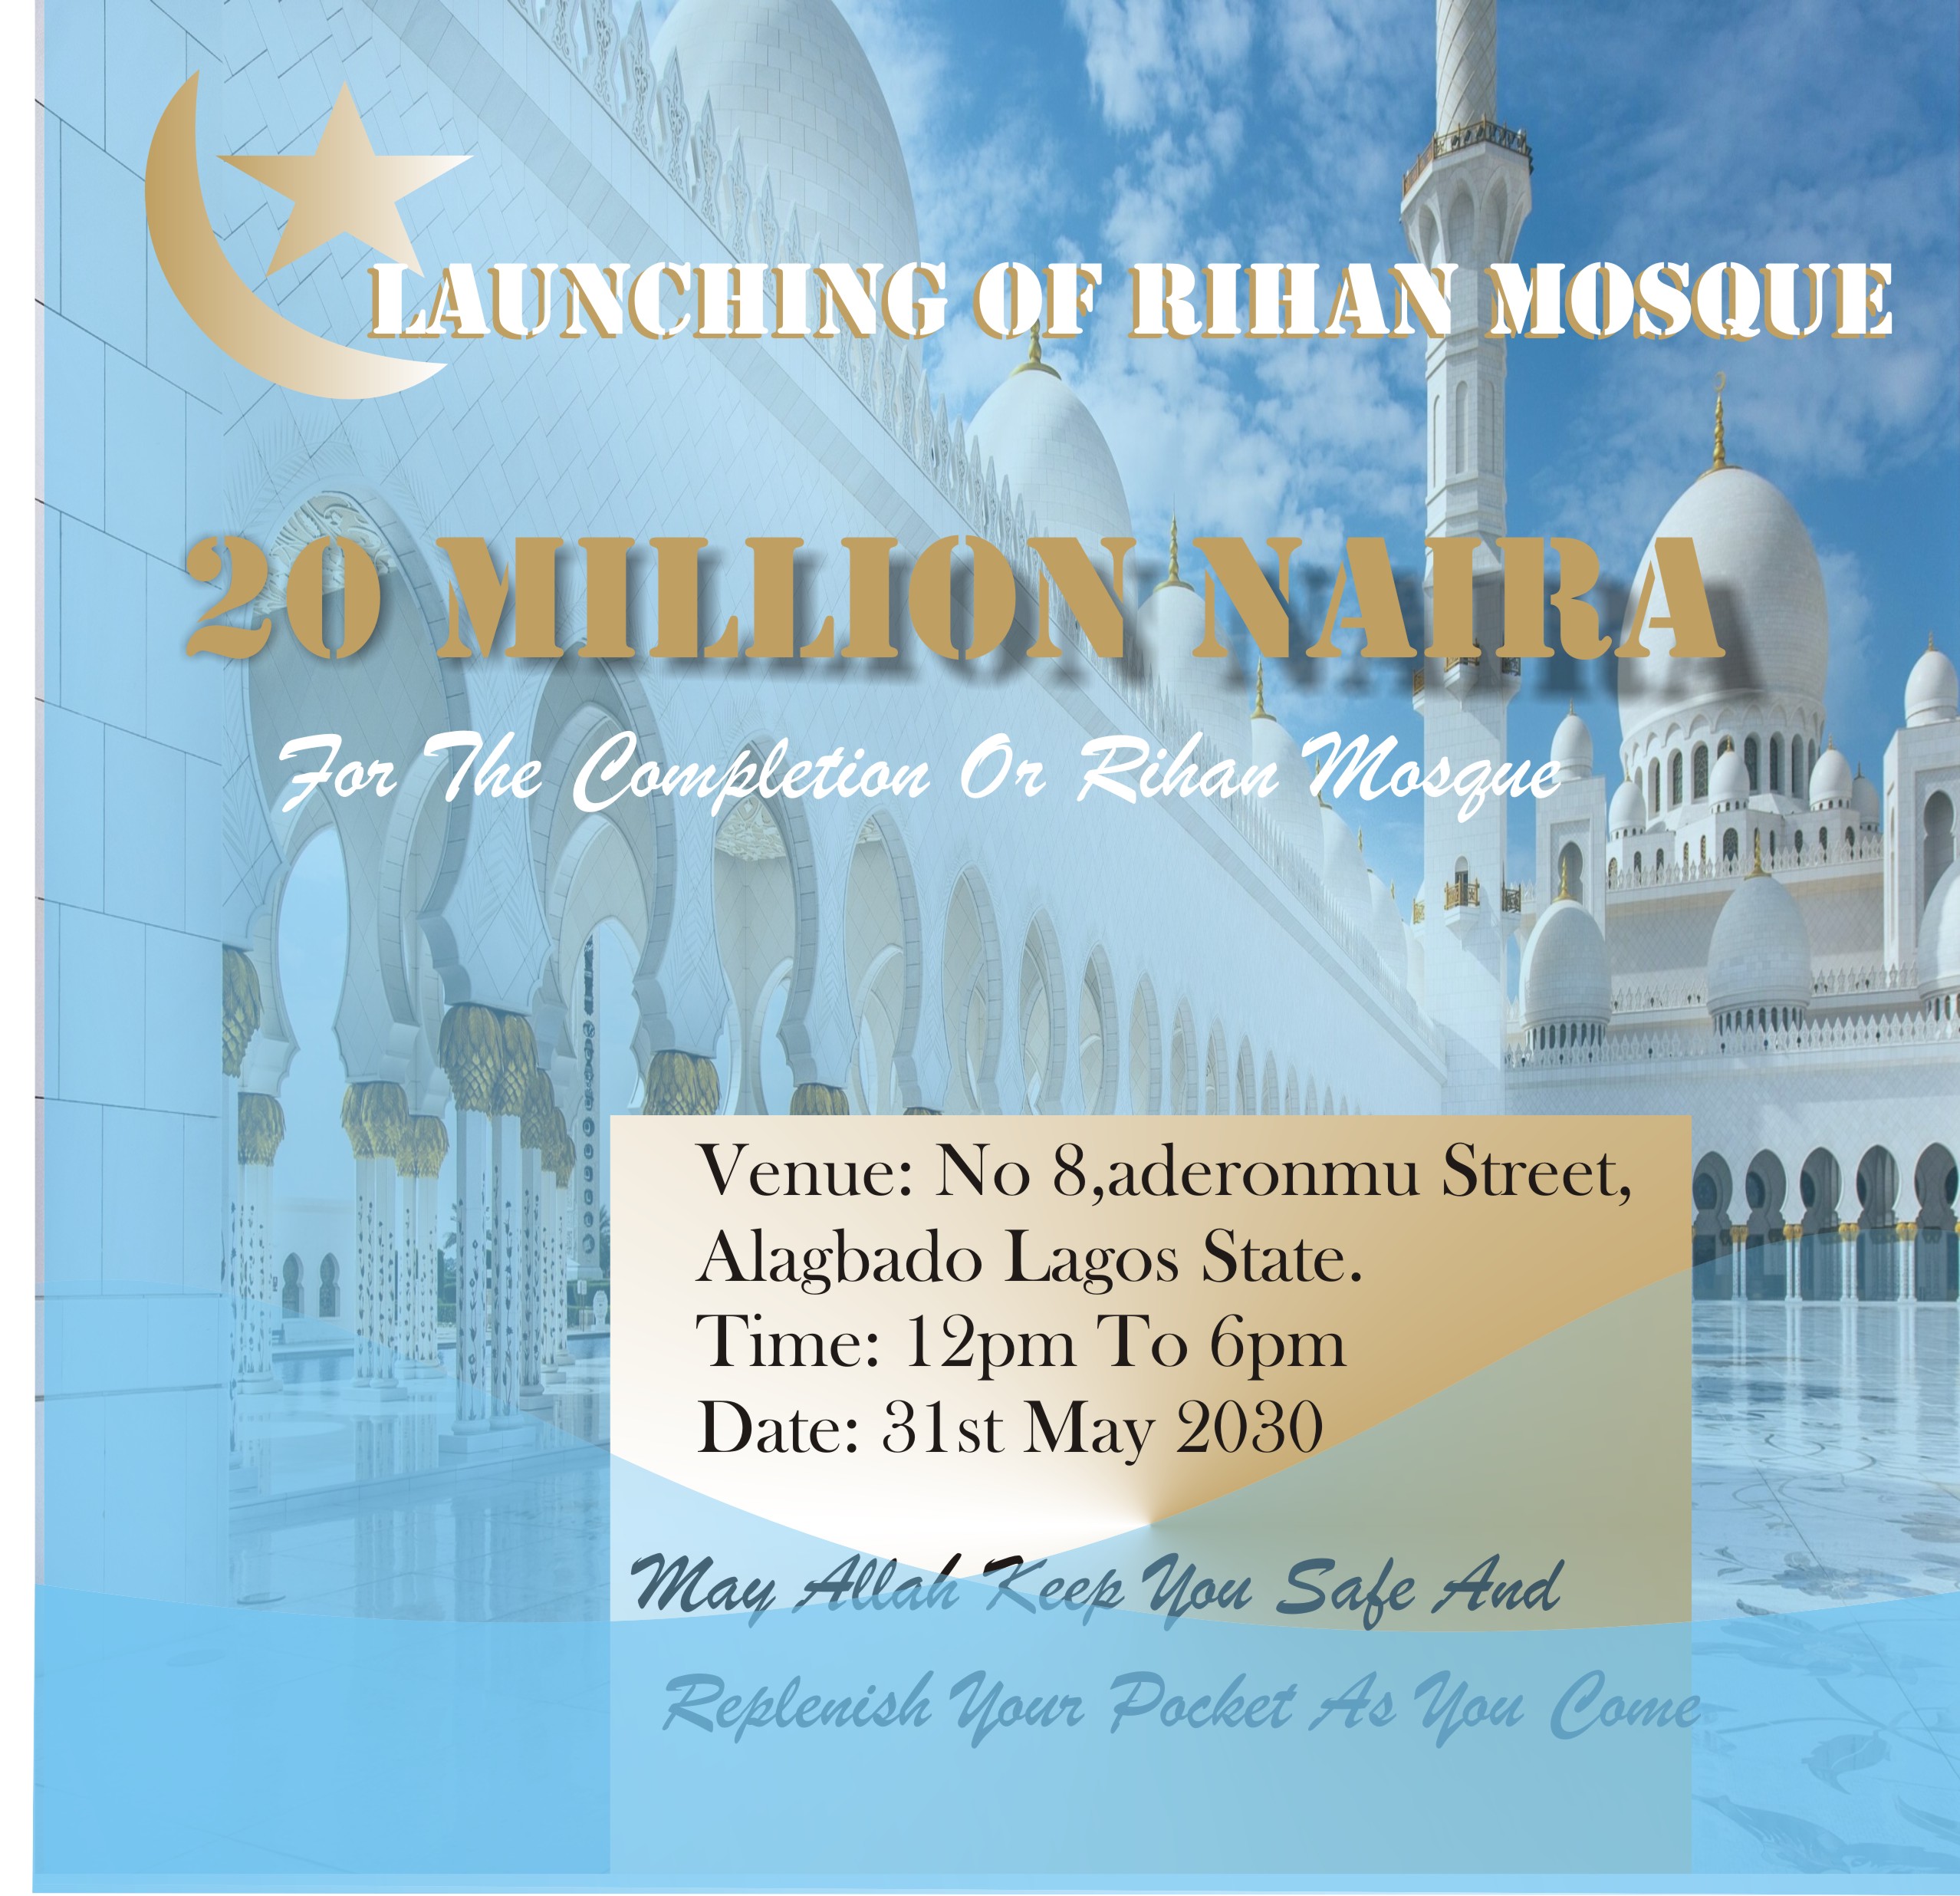 LAUNCHING OF RIHAN MOSQUE
20 MILLION NAIRA
For The Completion Or Rihan Mosque
Venue: No 8,aderonmu Street,
Alagbado Lagos State.
Time: 12pm To 6pm
Date: 31st May 2030
May Allah Keep You Safe And
Replenish Your Pocket As You Come